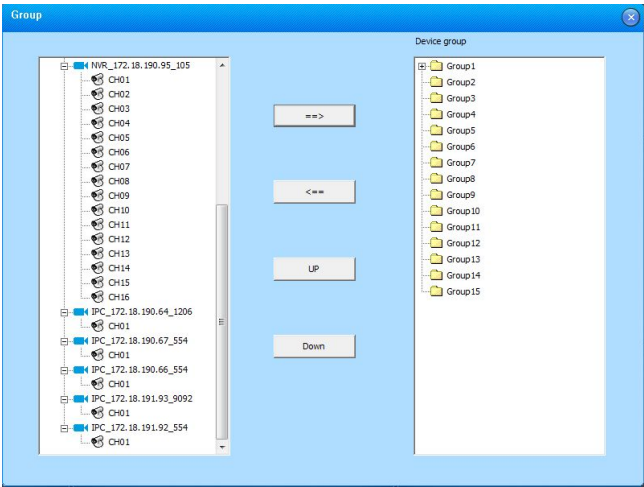 Group
Device group
NVR_172.18.190.95_105
CH01
CH02
CH03
CH04
CH05
CH06
CH07
CH08
CH09
CH10
CH11
CH12
CH13
CH14
CH15
CH16
IPC_172.18.190.64_1206
CH01
IPC_172.18.190.67_554
CH01
IPC_172.18.190.66_554
CH01
IPC_172.18.191.93_9092
CH01
IPC_172.18.191.92_554
CH01
==>
<==
UP
Down
Group1
Group2
Group3
Group4
Group5
Group6
Group7
Group8
Group9
Group10
Group11
Group12
Group13
Group14
Group15